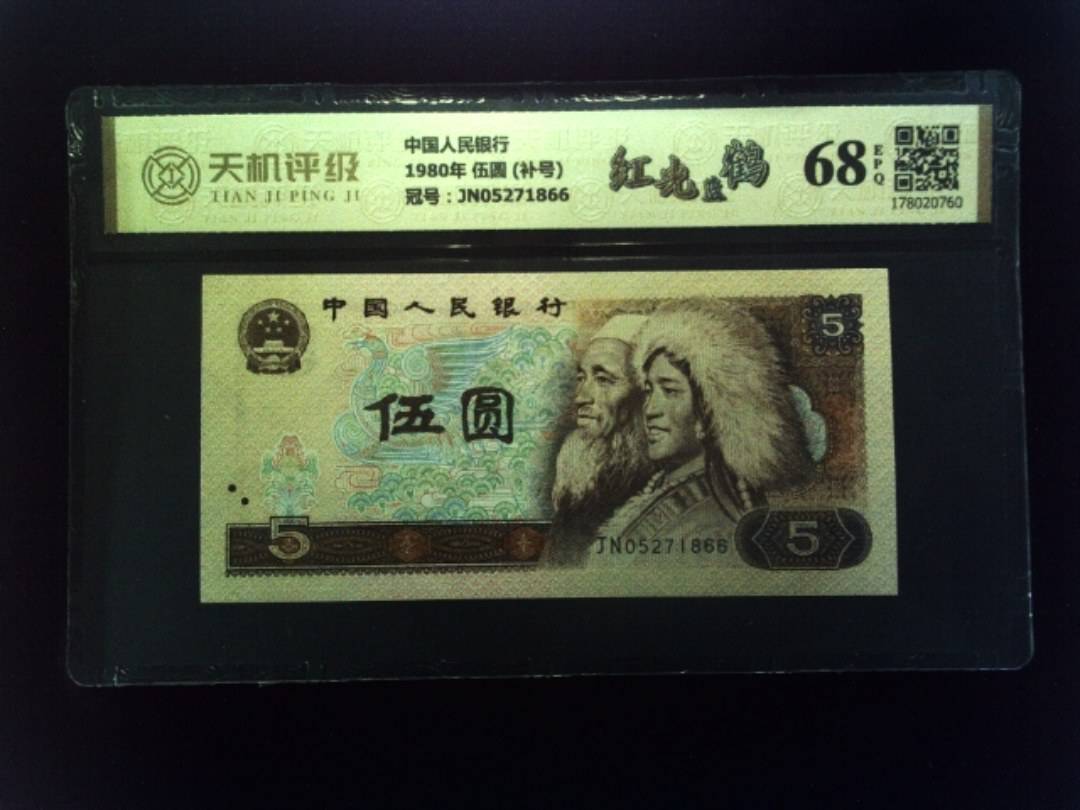 天机评级
TIAN JI PING JI
中国人民银行
1980年 伍圆 (补号)
冠号：JN05271866
红光蓝鹤
68
EPQ
178020760
中国人民银行
5
伍圆
5
JN05271866
5